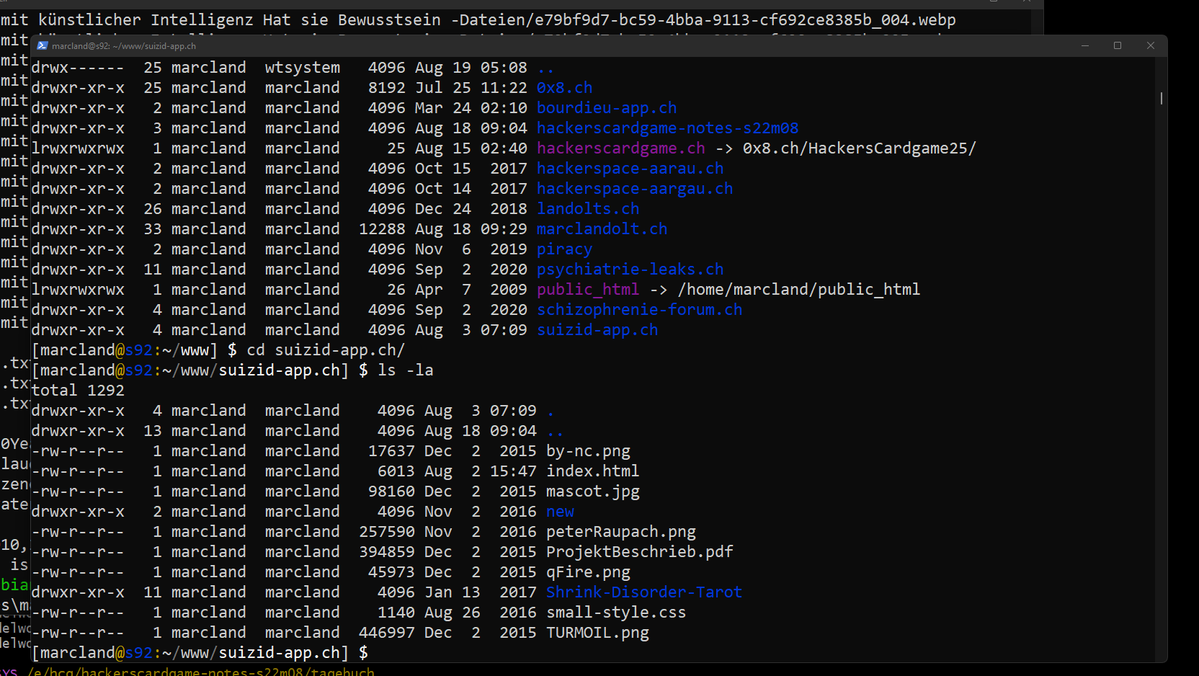 mit künstlicher Intelligenz Hat sie Bewusstsein -Dateien/e79bf9d7-bc59-4bba-9113-cf692ce8385b_004.webp
mit
marcland@s92: ~/www/suizid-app.ch
mit drwx------ 25 marcland wtsystem 4096 Aug 19 05:08 ..
mit drwxr-xr-x 25 marcland marcland 8192 Jul 25 11:22 0x8.ch
mit drwxr-xr-x 2 marcland marcland 4096 Mar 24 02:10 bourdieu-app.ch
mit drwxr-xr-x 3 marcland marcland 4096 Aug 18 09:04 hackerscardgame-notes-s22m08
mit lrwxrwxrwx 1 marcland marcland 25 Aug 15 02:40 hackerscardgame.ch -> 0x8.ch/HackersCardgame25/
mit drwxr-xr-x 2 marcland marcland 4096 Oct 15 2017 hackerspace-aarau.ch
mit drwxr-xr-x 2 marcland marcland 4096 Oct 14 2017 hackerspace-aargau.ch
mit drwxr-xr-x 26 marcland marcland 4096 Dec 24 2018 landolts.ch
mit drwxr-xr-x 33 marcland marcland 12288 Aug 18 09:29 marclandolt.ch
mit drwxr-xr-x 2 marcland marcland 4096 Nov 6 2019 piracy
mit drwxr-xr-x 11 marcland marcland 4096 Sep 2 2020 psychiatrie-leaks.ch
mit lrwxrwxrwx 1 marcland marcland 26 Apr 7 2009 public_html -> /home/marcland/public_html
mit drwxr-xr-x 4 marcland marcland 4096 Sep 2 2020 schizophrenie-forum.ch
mit drwxr-xr-x 4 marcland marcland 4096 Aug 3 07:09 suizid-app.ch
[marcland@s92:~/www] $ cd suizid-app.ch/
.tx [marcland@s92:~/www/suizid-app.ch] $ ls -la
.tx total 1292
.tx drwxr-xr-x 4 marcland marcland 4096 Aug 3 07:09 .
drwxr-xr-x 13 marcland marcland 4096 Aug 18 09:04 ..
0Ye -rw-r--r-- 1 marcland marcland 17637 Dec 2 2015 by-nc.png
lau -rw-r--r-- 1 marcland marcland 6013 Aug 2 15:47 index.html
zen -rw-r--r-- 1 marcland marcland 98160 Dec 2 2015 mascot.jpg
ate drwxr-xr-x 2 marcland marcland 4096 Nov 2 2016 new
-rw-r--r-- 1 marcland marcland 257590 Nov 2 2016 peterRaupach.png
10, -rw-r--r-- 1 marcland marcland 394859 Dec 2 2015 ProjektBeschrieb.pdf
is -rw-r--r-- 1 marcland marcland 45973 Dec 2 2015 qFire.png
bia drwxr-xr-x 11 marcland marcland 4096 Jan 13 2017 Shrink-Disorder-Tarot
s\m -rw-r--r-- 1 marcland marcland 1140 Aug 26 2016 small-style.css
delw -rw-r--r-- 1 marcland marcland 446997 Dec 2 2015 TURMOIL.png
delw [marcland@s92:~/www/suizid-app.ch] $
SYS /e/hcg/hackerscardgame-notes-s22m08/tagebuch